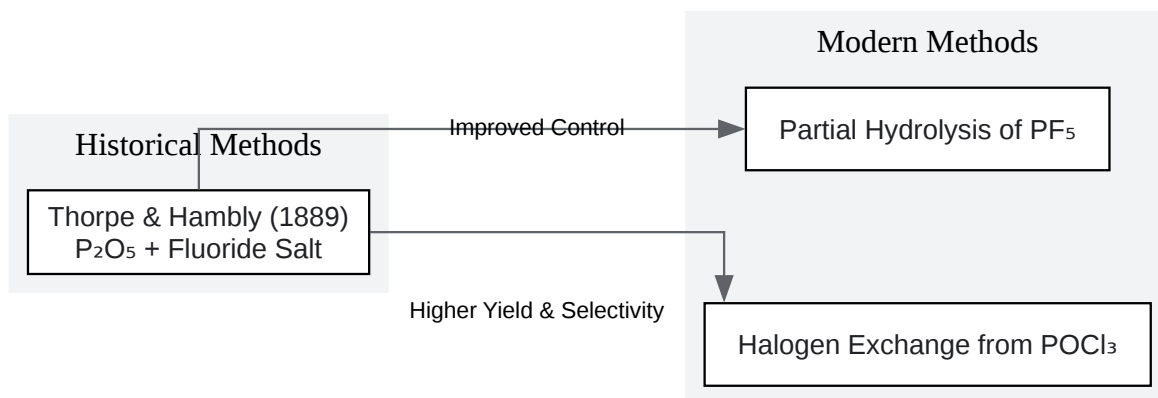 Historical Methods
Thorpe & Hambly (1889)
P₂O₅ + Fluoride Salt
Improved Control
Higher Yield & Selectivity
Modern Methods
Partial Hydrolysis of PF₅
Halogen Exchange from POCl₃